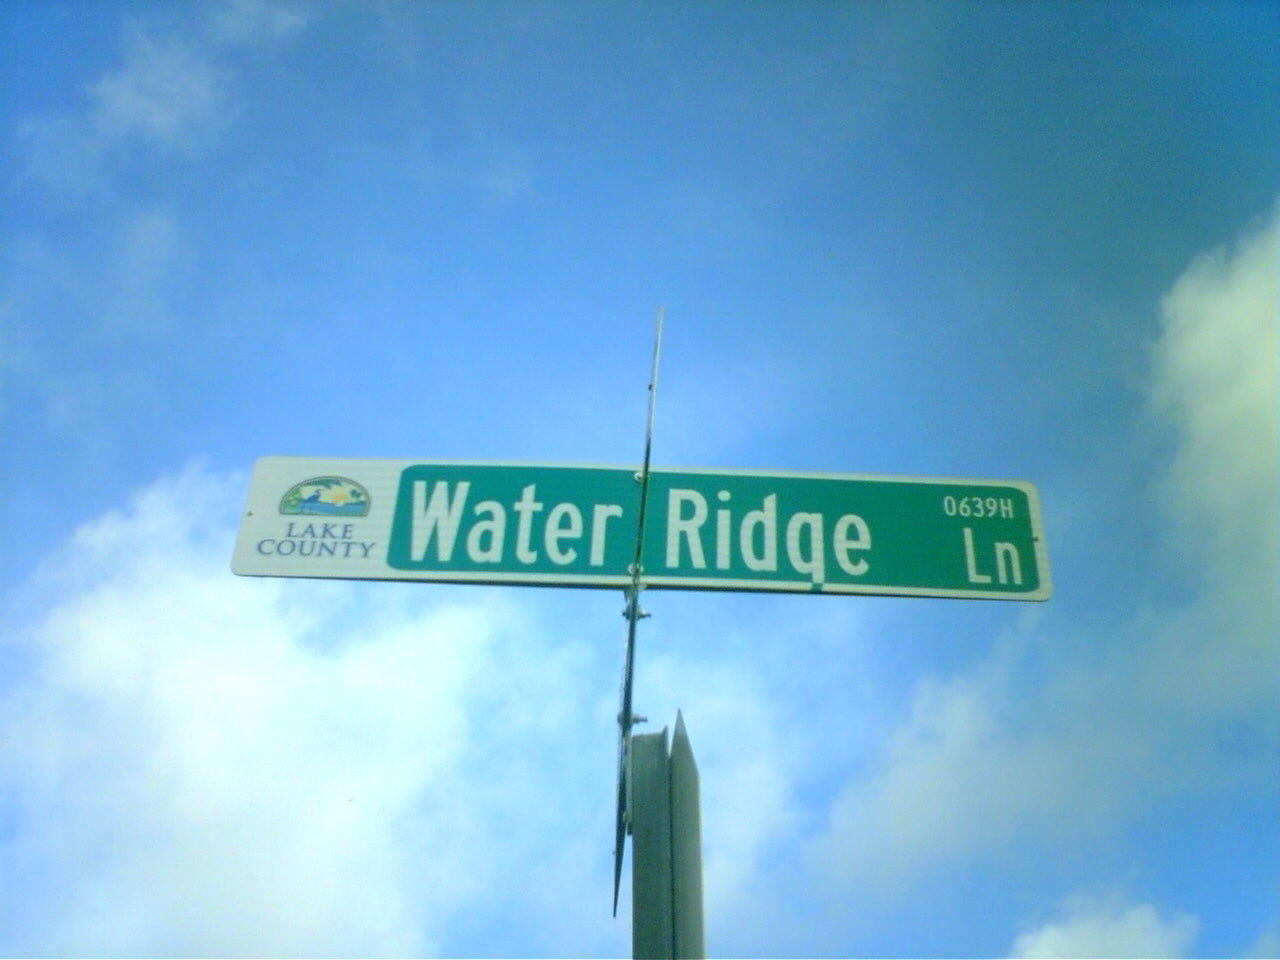 LAKE
COUNTY
Water Ridge
0639H
Ln